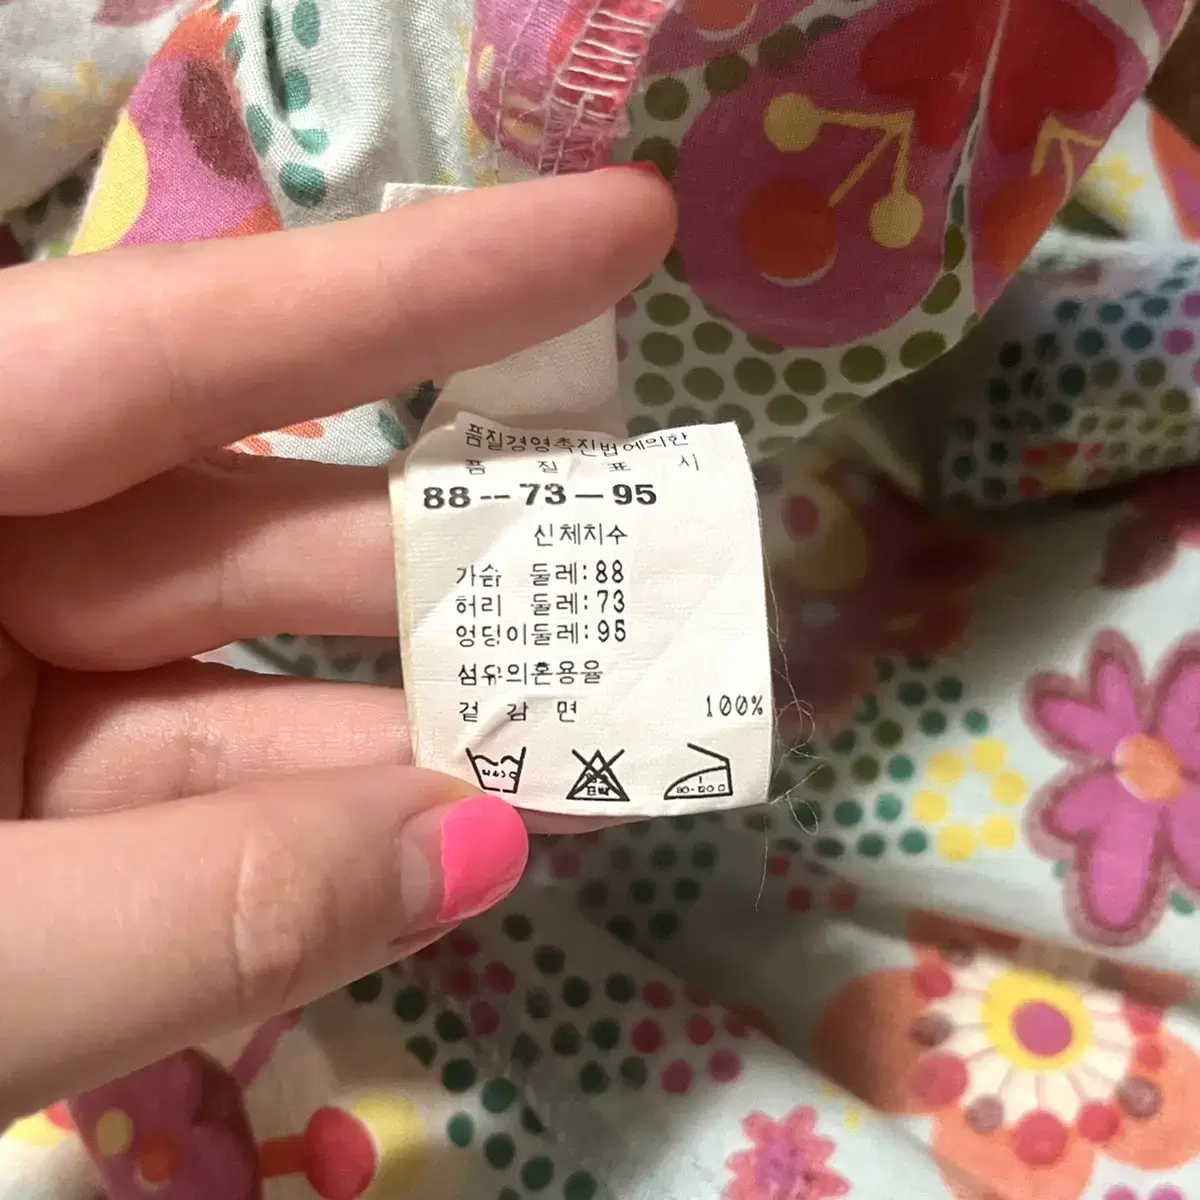 품질경영촉진법에의한
품 질 표 시
88--73-95
신체치수
가슴 둘레:88
허리 둘레:73
엉덩이둘레:95
섬유의혼용율
겉 감 면 100%